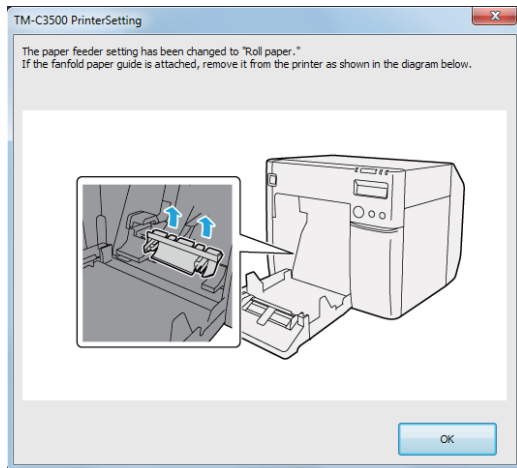 TM-C3500 PrinterSetting
The paper feeder setting has been changed to "Roll paper."
If the fanfold paper guide is attached, remove it from the printer as shown in the diagram below.
OK